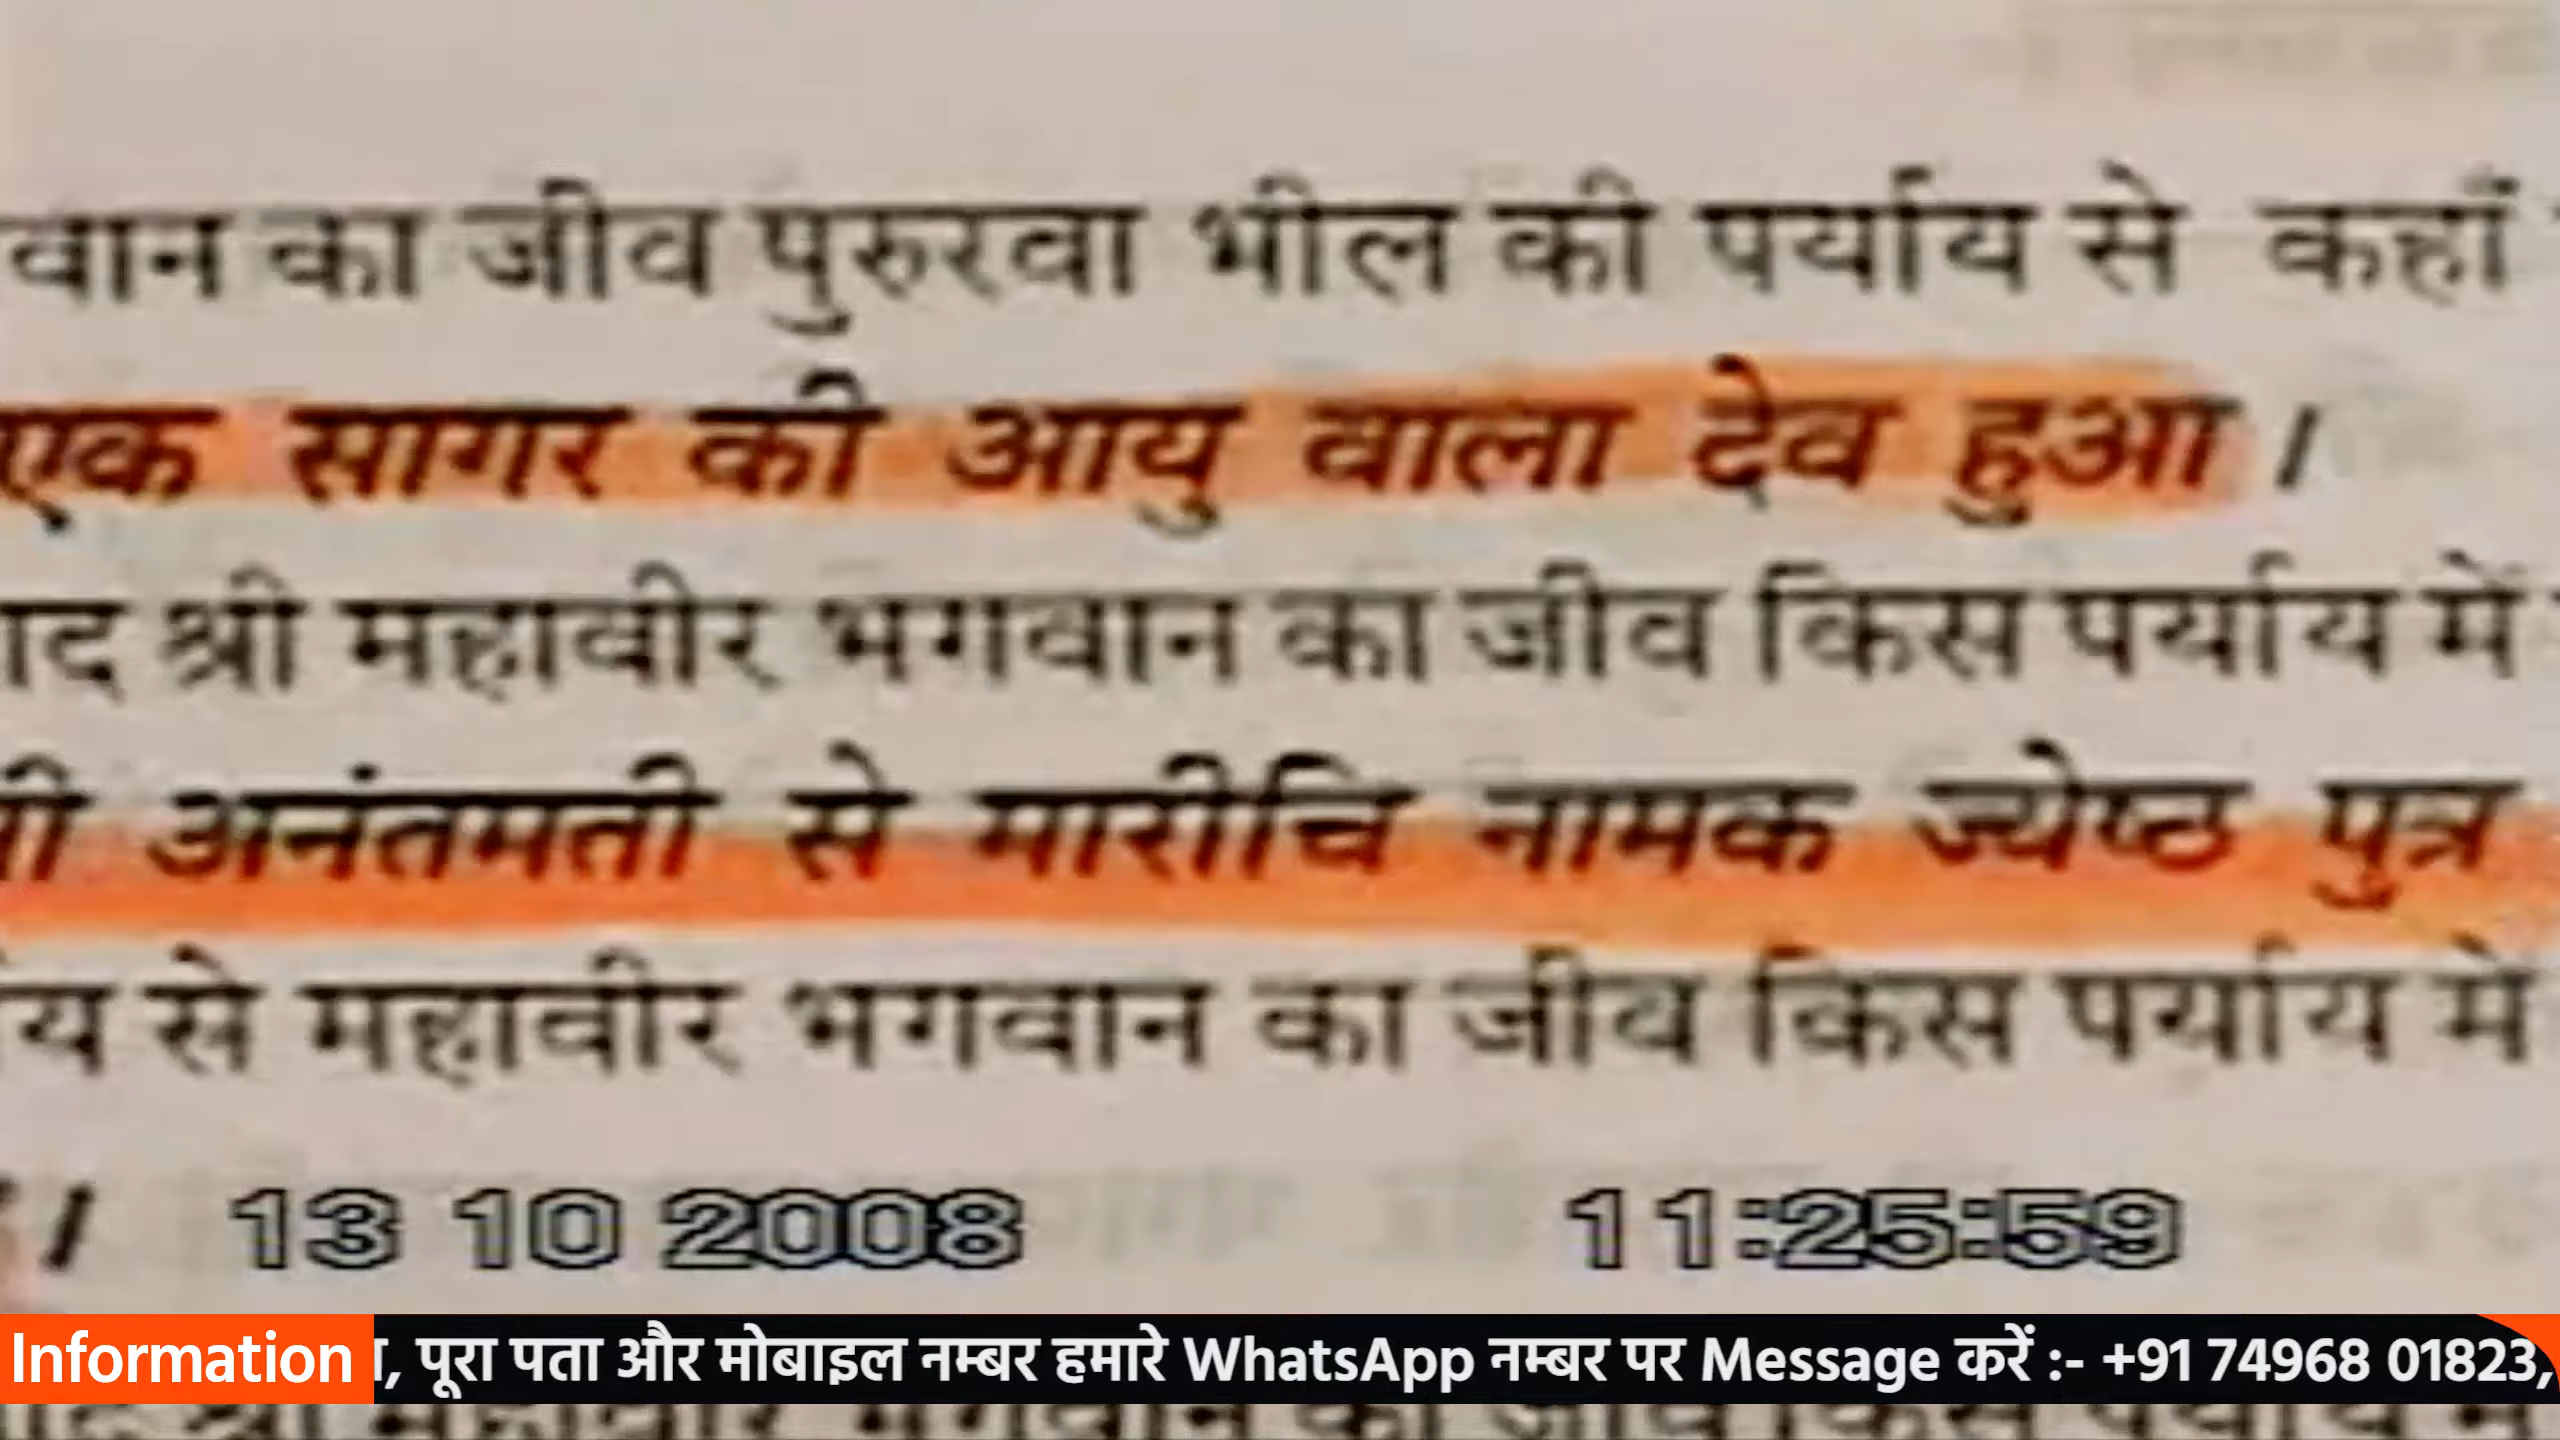 वान का जीव पुरुरवा भील की पर्याय से कहाँ
एक सागर की आयु वाला देव हुआ ।
श्री महावीर भगवान का जीव किस पर्याय में
अनंतमती से मारीचि नामक ज्येष्ठ पुत्र
से महावीर भगवान का जीव किस पर्याय में
।
13 10 2008 11:25:59
Information , पूरा पता और मोबाइल नम्बर हमारे WhatsApp नम्बर पर Message करें :- +91 74968 01823,